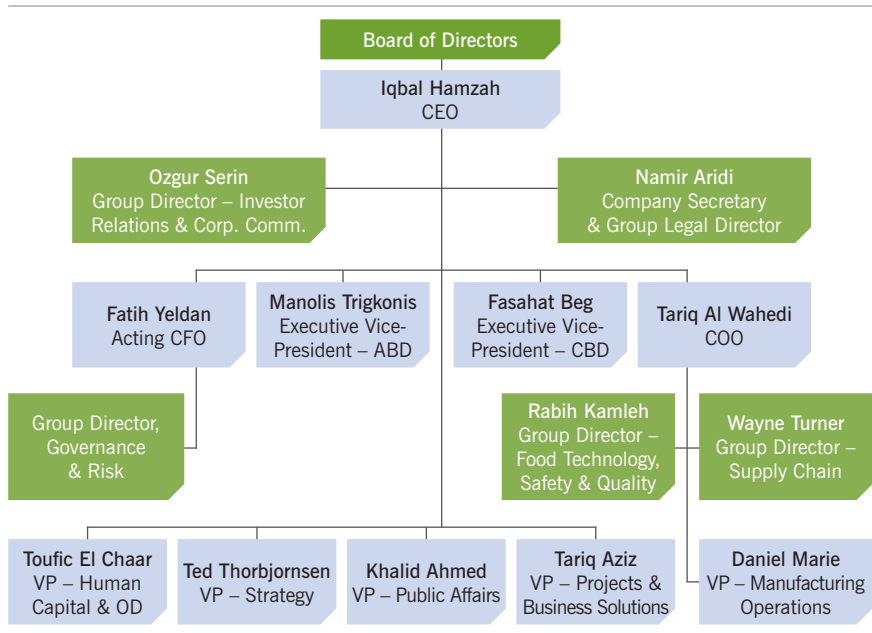 Board of Directors
Iqbal Hamzah
CEO
Ozgur Serin
Group Director – Investor
Relations & Corp. Comm.
Namir Aridi
Company Secretary
& Group Legal Director
Fatih Yeldan
Acting CFO
Manolis Trigkonis
Executive Vice-
President – ABD
Fasahat Beg
Executive Vice-
President – CBD
Tariq Al Wahedi
COO
Group Director,
Governance
& Risk
Rabih Kamleh
Group Director –
Food Technology,
Safety & Quality
Wayne Turner
Group Director –
Supply Chain
Toufic El Chaar
VP – Human
Capital & OD
Ted Thorbjornsen
VP – Strategy
Khalid Ahmed
VP – Public Affairs
Tariq Aziz
VP – Projects &
Business Solutions
Daniel Marie
VP – Manufacturing
Operations